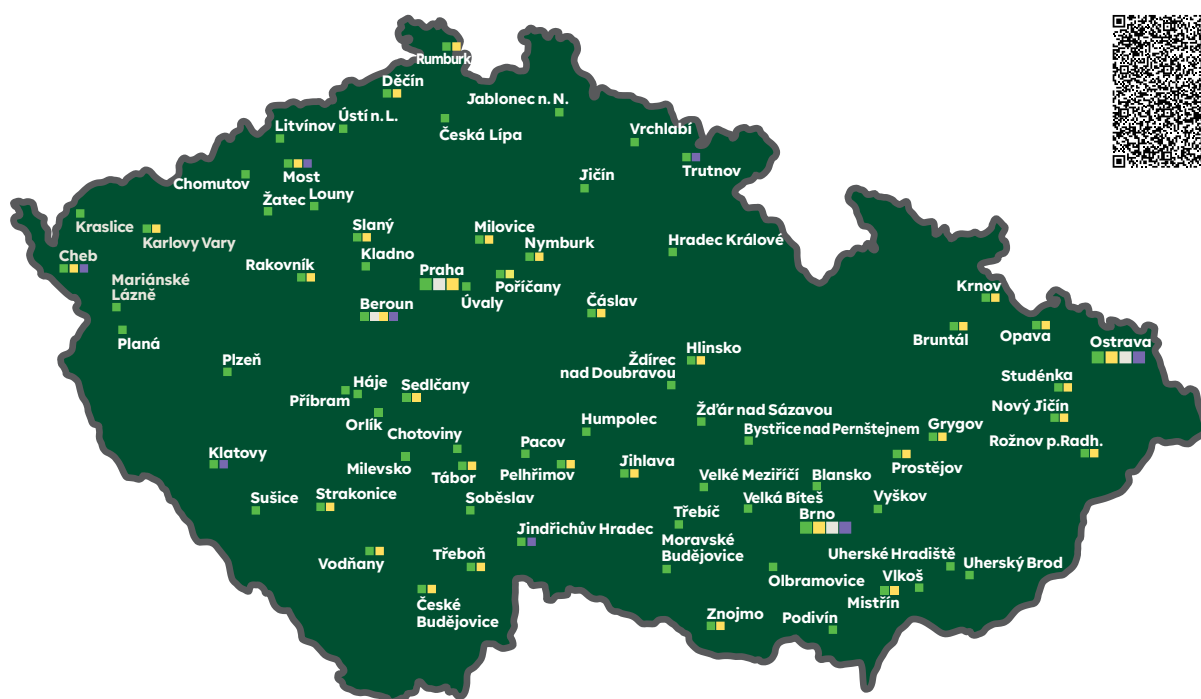 Rumburk
Děčín
Jablonec n. N.
Ústí n. L.
Litvínov
Česká Lípa
Vrchlabí
Most
Trutnov
Chomutov
Jičín
Žatec
Louny
Kraslice
Slaný
Milovice
Karlovy Vary
Nymburk
Hradec Králové
Cheb
Kladno
Rakovník
Praha
Mariánské
Lázně
Poříčany
Krnov
Úvaly
Beroun
Čáslav
Planá
Bruntál
Opava
Ostrava
Hlinsko
Plzeň
Ždírec
nad Doubravou
Studénka
Háje
Sedlčany
Příbram
Nový Jičín
Orlík
Humpolec
Žďár nad Sázavou
Grygov
Chotoviny
Bystřice nad Pernštejnem
Rožnov p.Radh.
Klatovy
Pacov
Milevsko
Jihlava
Prostějov
Tábor
Pelhřimov
Velké Meziříčí
Blansko
Sušice
Strakonice
Soběslav
Velká Bíteš
Vyškov
Brno
Třebíč
Jindřichův Hradec
Moravské
Budějovice
Vodňany
Třeboň
Uherské Hradiště
Uherský Brod
Olbramovice
Vlkoš
České
Budějovice
Mistřín
Znojmo
Podivín